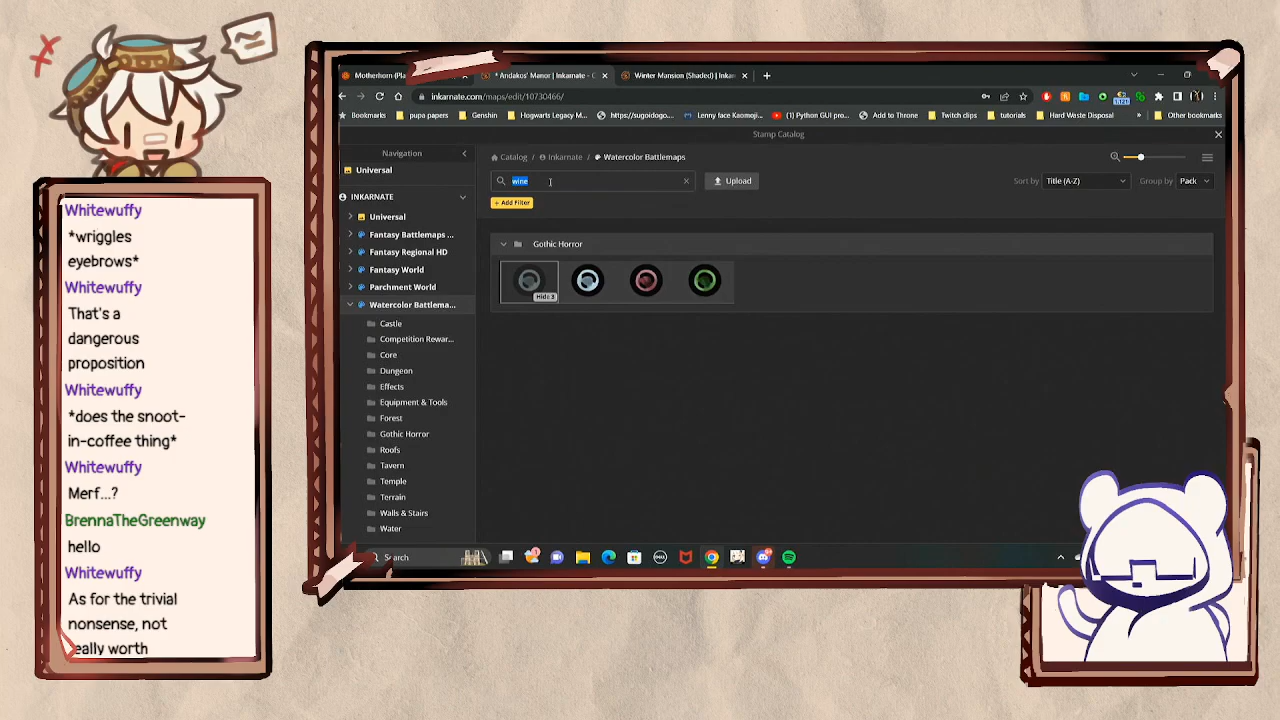 Whitewuffy
*wriggles
eyebrows*
Whitewuffy
That's a
dangerous
proposition
Whitewuffy
*does the snoot-
in-coffee thing*
Whitewuffy
Merf...?
BrennaTheGreenway
hello
Whitewuffy
As for the trivial
nonsense, not
really worth
Motherhorn (Pla
* Andakos' Manor | Inkarnate - C
Winter Mansion (Shaded) | Inkarn
inkarnate.com/maps/edit/10730466/
Bookmarks
pupa papers
Genshin
Hogwarts Legacy M...
https://sugoidogo...
Lenny face Kaomoji...
(1) Python GUI pro...
Add to Throne
Twitch clips
tutorials
Hard Waste Disposal
»
Other bookmarks
Stamp Catalog
Navigation
Universal
INKARNATE
Universal
Fantasy Battlemaps ...
Fantasy Regional HD
Fantasy World
Parchment World
Watercolor Battlema...
Castle
Competition Rewar...
Core
Dungeon
Effects
Equipment & Tools
Forest
Gothic Horror
Roofs
Tavern
Temple
Terrain
Walls & Stairs
Water
Catalog / Inkarnate / Watercolor Battlemaps
wine
Upload
Sort by
Title (A-Z)
Group by
Pack
+ Add Filter
Gothic Horror
Hide 3
Search